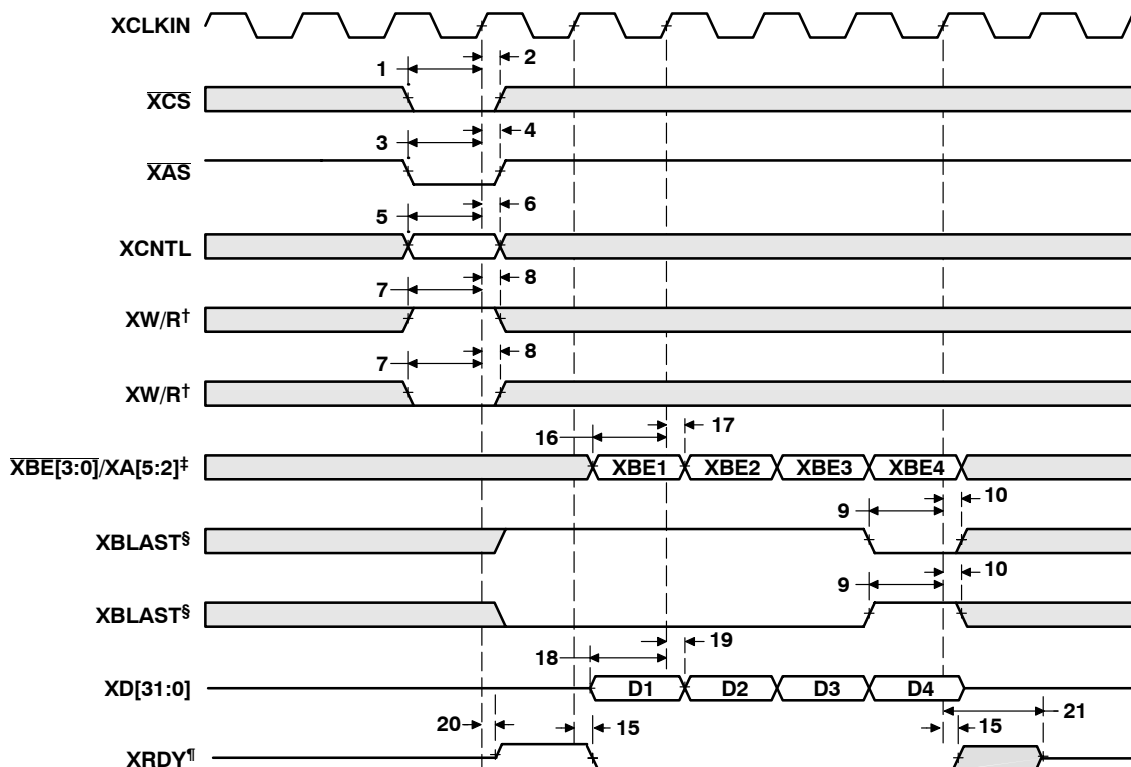 XCLKIN
1
2
XCS
3
4
XAS
5
6
XCNTL
7
8
XW/R†
7
8
XW/R†
16
17
XBE[3:0]/XA[5:2]‡
XBE1 XBE2 XBE3 XBE4
9
10
XBLAST§
9
10
XBLAST§
18
19
XD[31:0]
D1 D2 D3 D4
20
15
15
21
XRDY¶